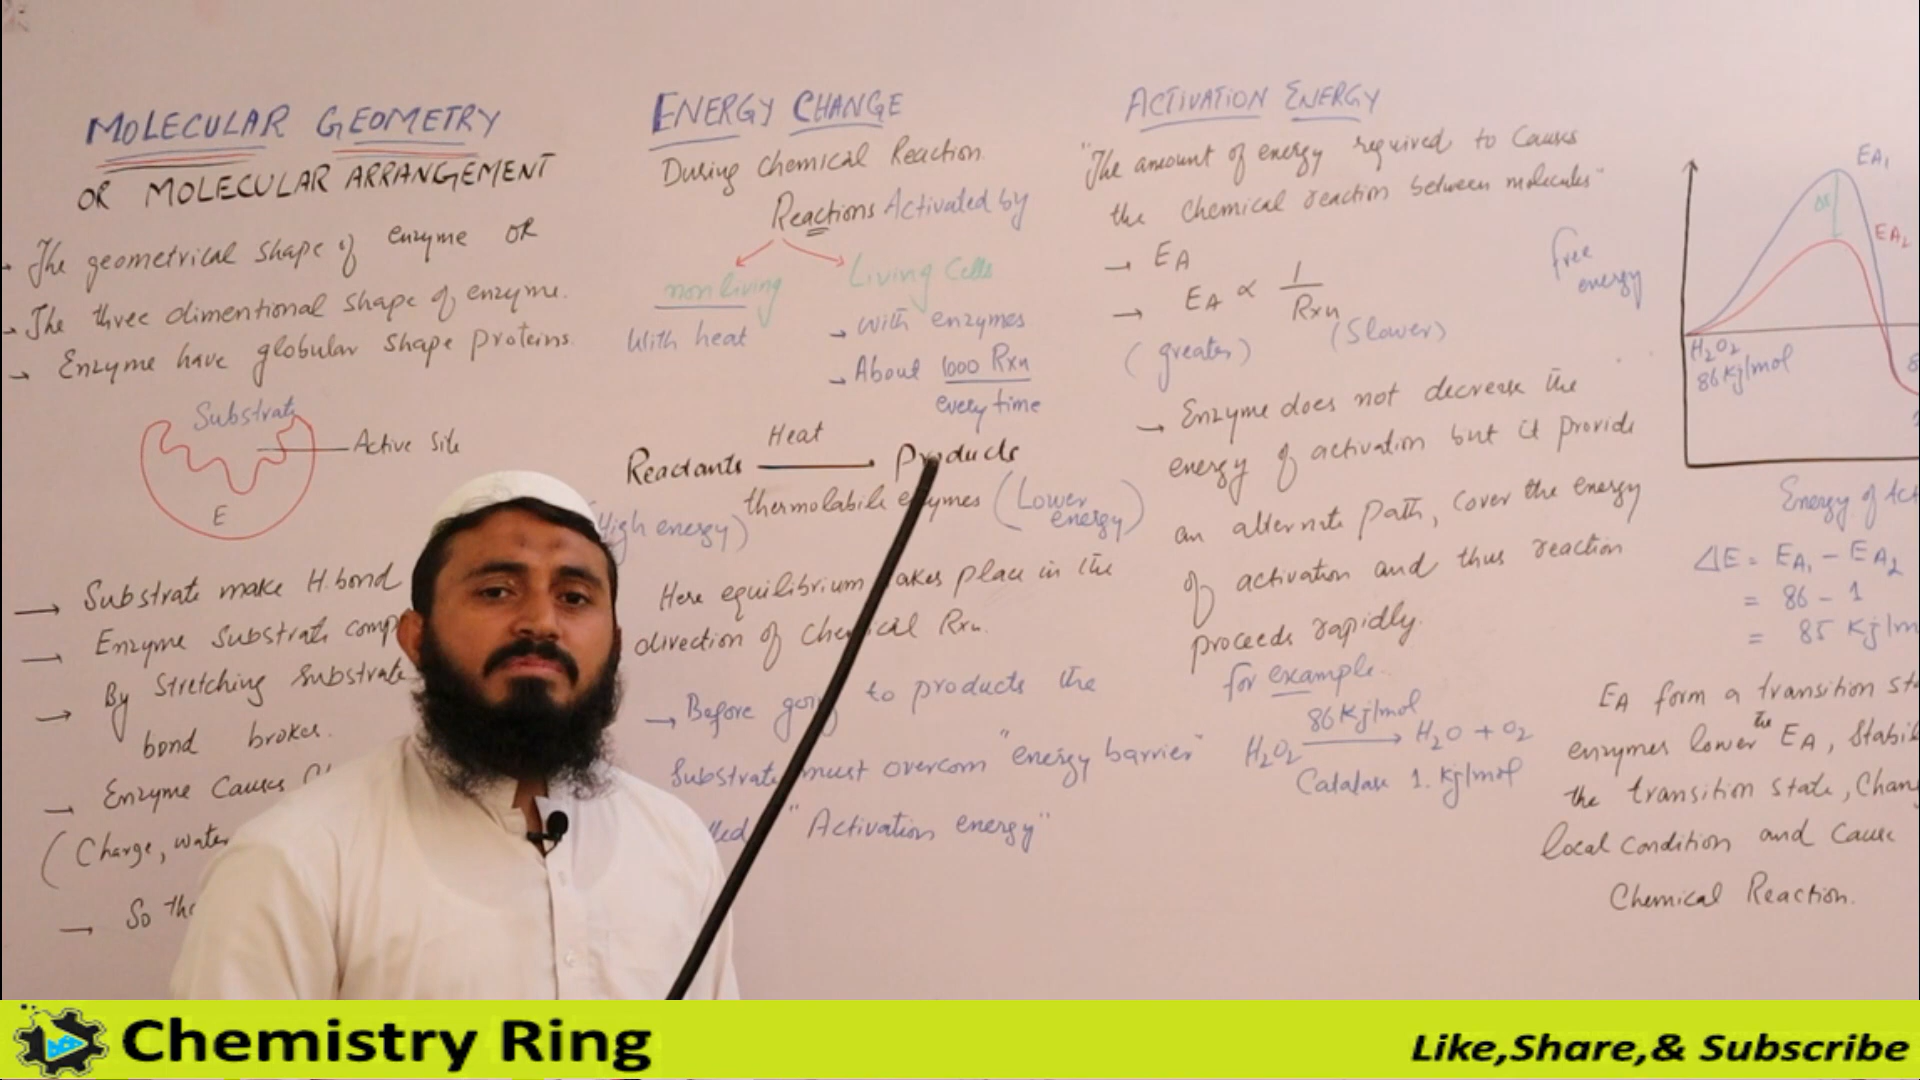 MOLECULAR GEOMETRY
OR MOLECULAR ARRANGEMENT
The geometrical shape of enzyme OR
→ The three dimentional shape of enzyme.
→ Enzyme have globular shape proteins.
Substrate
Active site
E
→ Substrate make H.bond
→ Enzyme substrate comp
→ By stretching substrate
bond brokes.
→ Enzyme Causes
(Charge, water
→ So the
ENERGY CHANGE
During chemical Reaction.
Reactions Activated by
non living
Living Cells
With heat
→ with enzymes
→ About 1000 Rxn
every time
Heat
Reactants → Products
thermolabile enzymes
(High energy)
(Lower energy)
Here equilibrium takes place in the
direction of chemical Rxn.
→ Before going to products the
Substrate must overcom "energy barrier"
lled "Activation energy"
ACTIVATION ENERGY
"The amount of energy required to Causes
the chemical reaction between molecules"
→ EA
→ EA ∝ 1/Rxn
(greater) (Slower)
→ Enzyme does not decrease the
energy of activation but it provide
an alternate path, cover the energy
of activation and thus reaction
proceeds rapidly.
for example.
86 Kj/mol
H2O2 → H2O + O2
Catalase 1. Kj/mol
free
energy
EA1
EA2
H2O2
86 Kj/mol
Energy of Act
ΔE = EA1 - EA2
= 86 - 1
= 85 Kj/m
EA form a transition st
enzymes lower the EA, Stabi
the transition state, Chan
local condition and cause
Chemical Reaction.
Chemistry Ring
Like,Share,& Subscribe